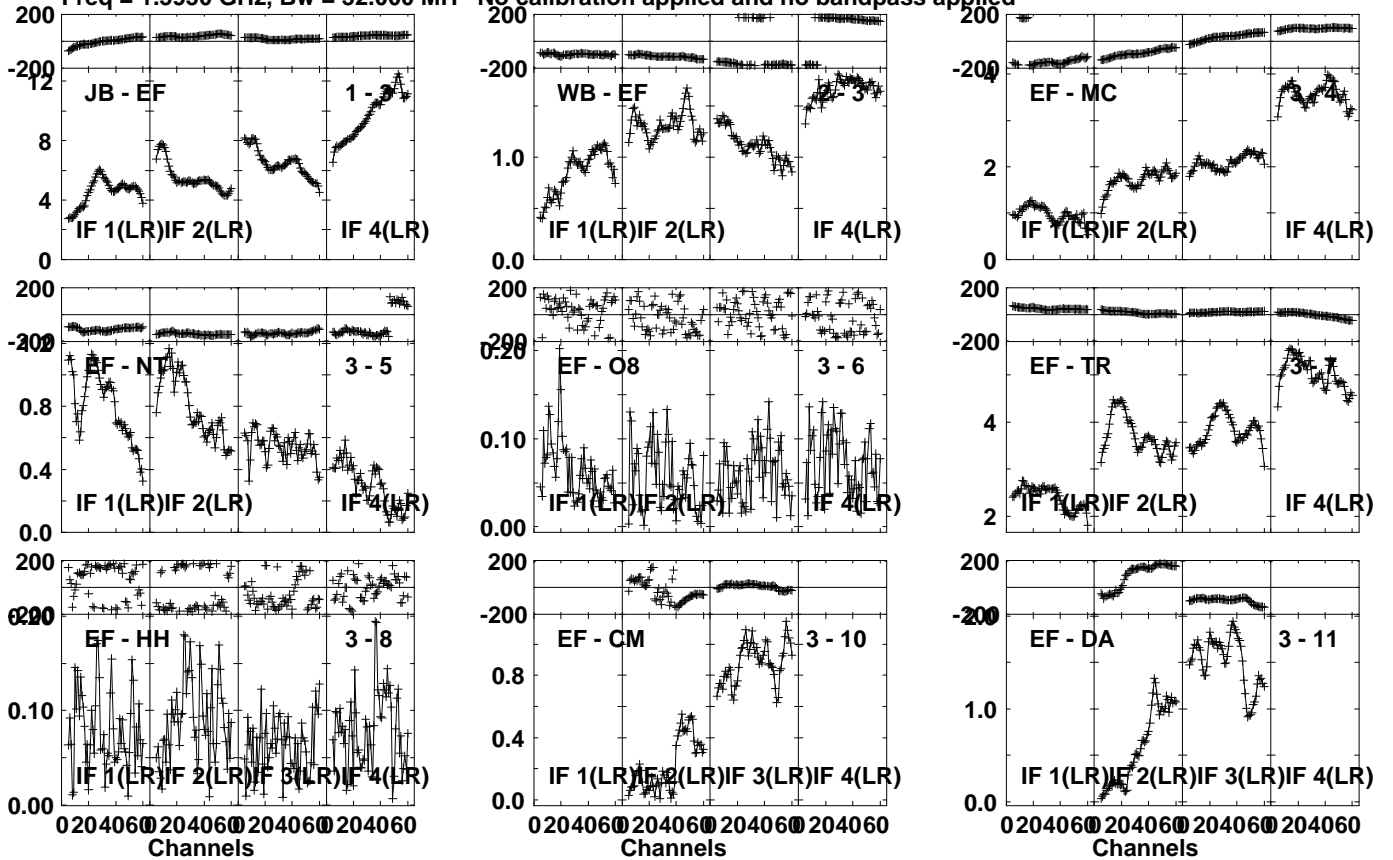 No calibration applied and no bandpass applied
200
-200
12
8
4
0
JB - EF
1 - 3
IF 1(LR)
IF 2(LR)
IF 4(LR)
200
-200
1.0
0.0
WB - EF
2 - 3
IF 1(LR)
IF 2(LR)
IF 4(LR)
200
-200
4
2
0
EF - MC
3 - 4
IF 1(LR)
IF 2(LR)
IF 4(LR)
200
-200
1.2
0.8
0.4
0.0
EF - NT
3 - 5
IF 1(LR)
IF 2(LR)
IF 4(LR)
200
-200
0.20
0.10
0.00
EF - O8
3 - 6
IF 1(LR)
IF 2(LR)
IF 4(LR)
200
-200
4
2
EF - TR
3 - 7
IF 1(LR)
IF 2(LR)
IF 4(LR)
200
-200
0.20
0.10
0.00
EF - HH
3 - 8
IF 1(LR)
IF 2(LR)
IF 3(LR)
IF 4(LR)
0 20 40 60 0 20 40 60 0 20 40 60 0 20 40 60
Channels
200
-200
0.8
0.4
0.0
EF - CM
3 - 10
IF 1(LR)
IF 2(LR)
IF 3(LR)
IF 4(LR)
0 20 40 60 0 20 40 60 0 20 40 60 0 20 40 60
Channels
200
-200
2.0
1.0
0.0
EF - DA
3 - 11
IF 1(LR)
IF 2(LR)
IF 3(LR)
IF 4(LR)
0 20 40 60 0 20 40 60 0 20 40 60 0 20 40 60
Channels